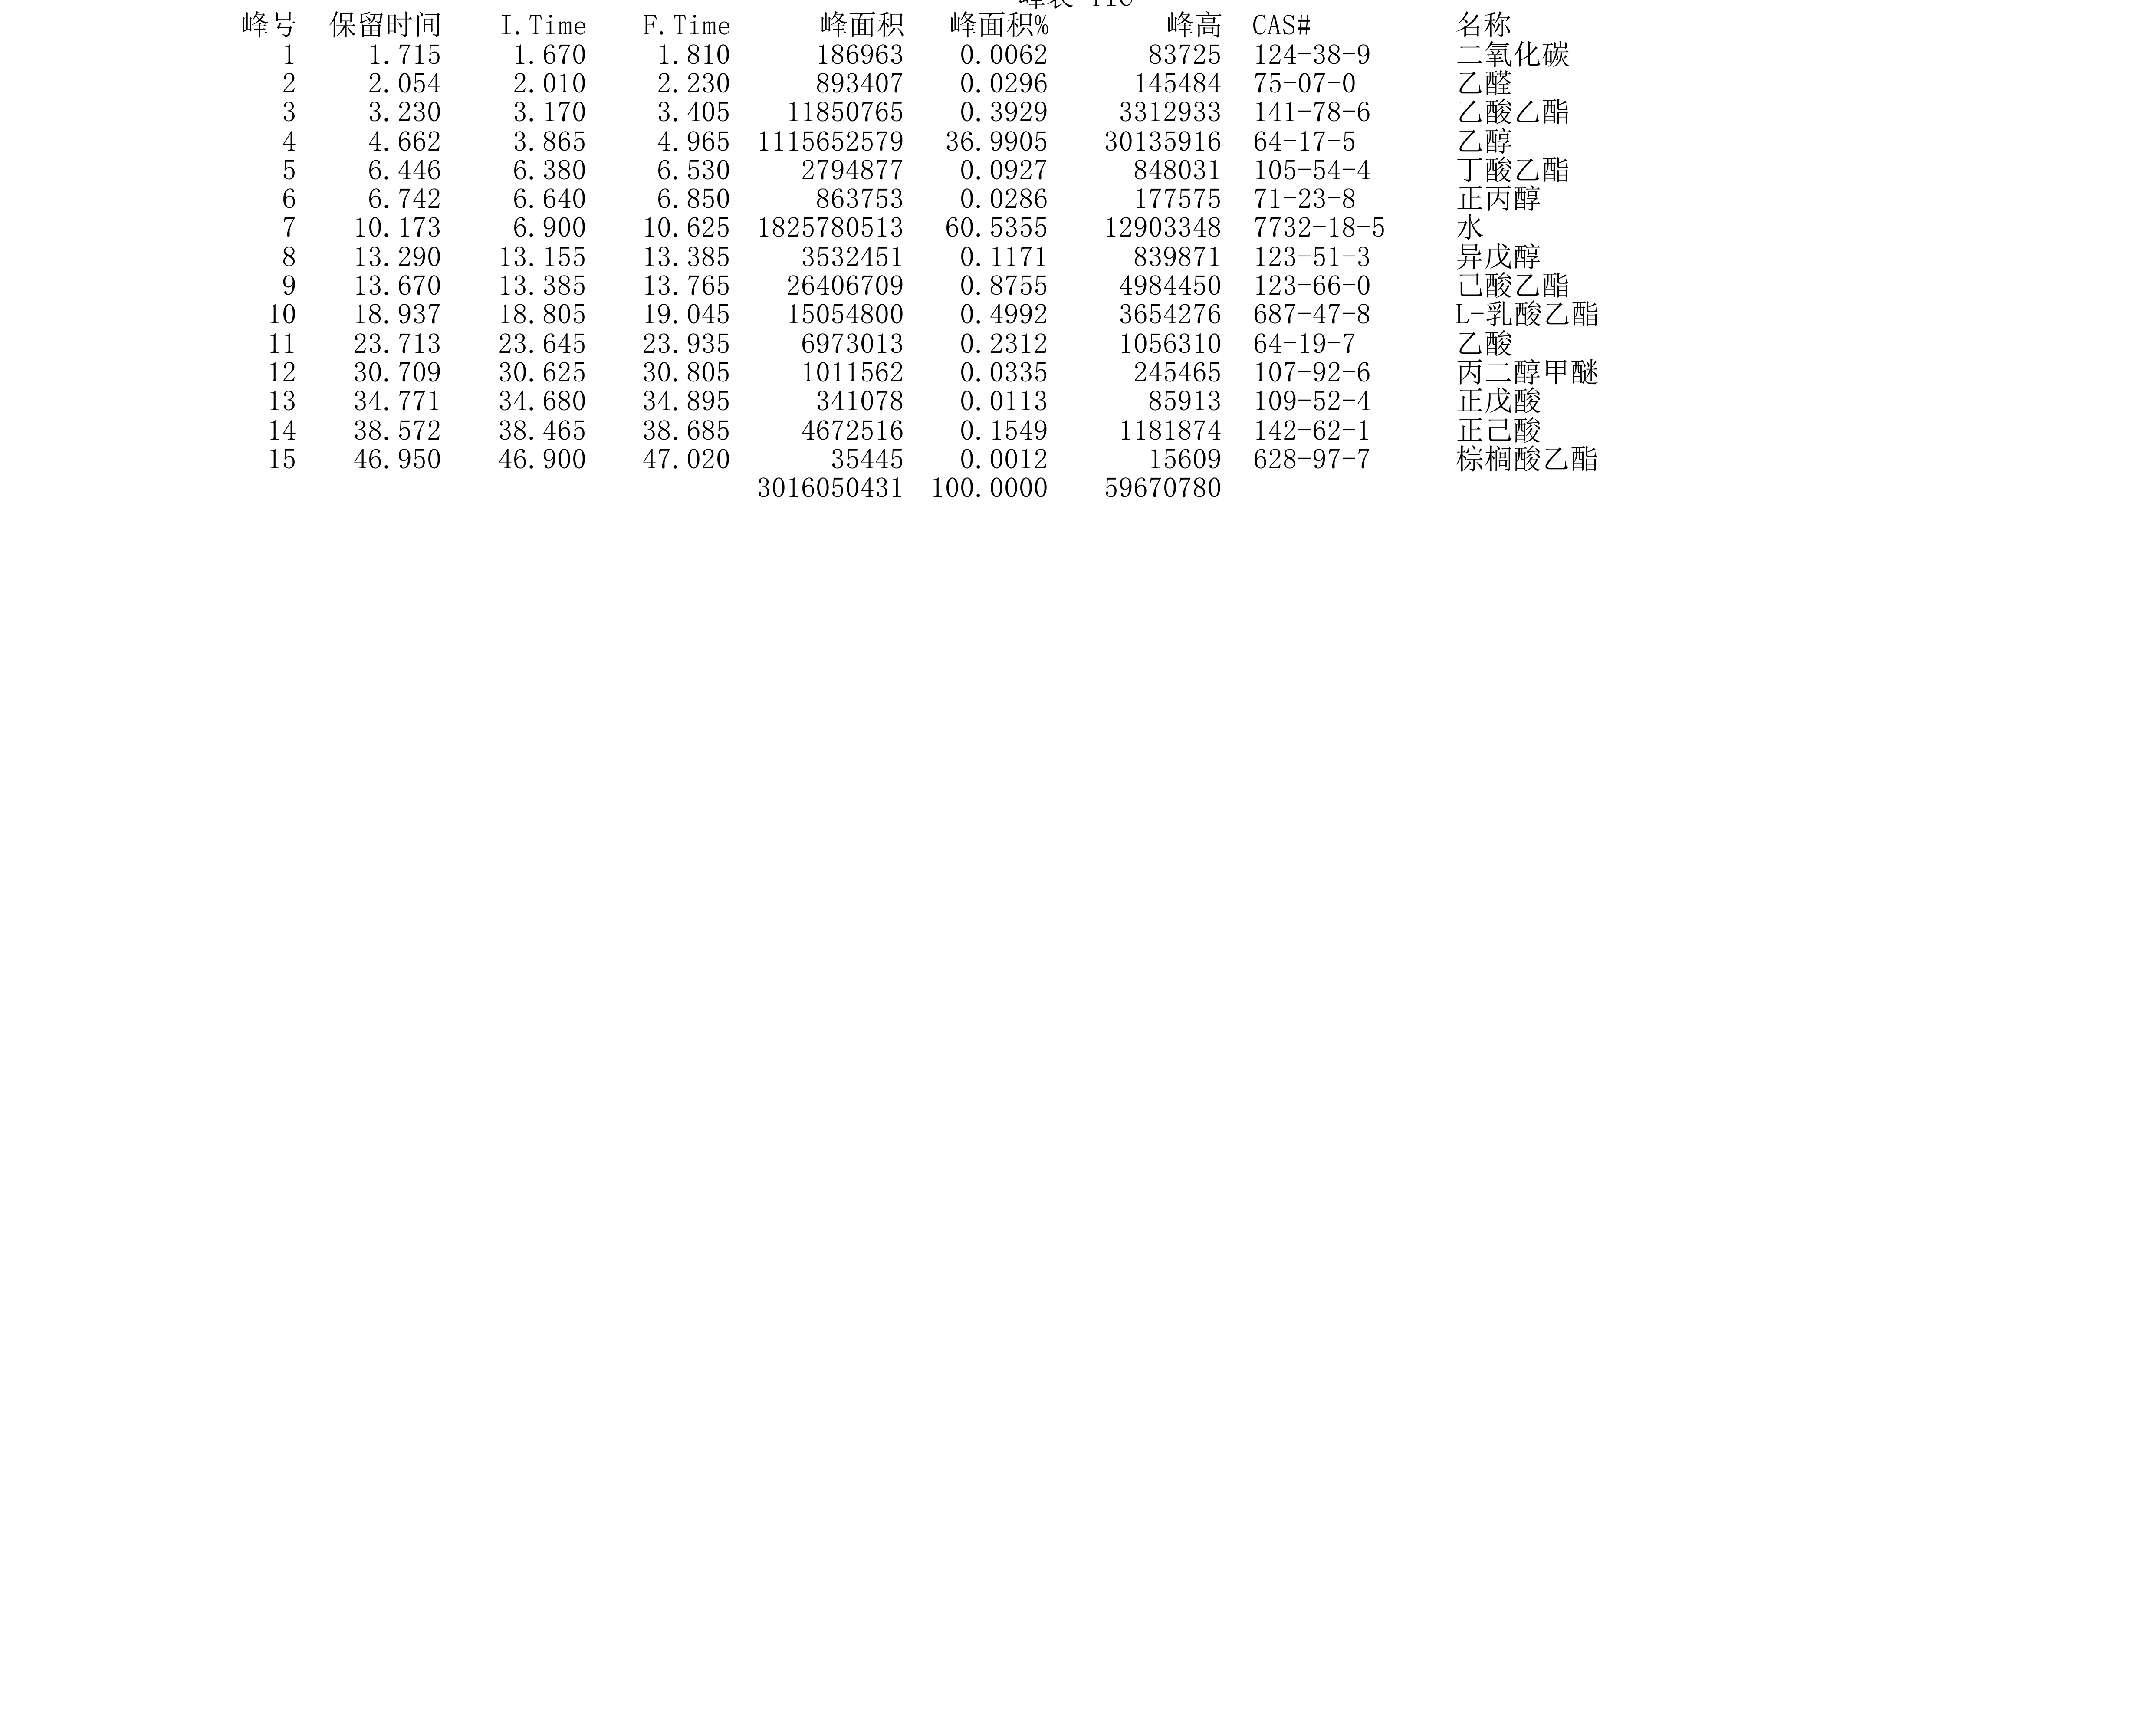 峰表 TIC
峰号 保留时间 I.Time F.Time 峰面积 峰面积% 峰高 CAS# 名称
1 1.715 1.670 1.810 186963 0.0062 83725 124-38-9 二氧化碳
2 2.054 2.010 2.230 893407 0.0296 145484 75-07-0 乙醛
3 3.230 3.170 3.405 11850765 0.3929 3312933 141-78-6 乙酸乙酯
4 4.662 3.865 4.965 1115652579 36.9905 30135916 64-17-5 乙醇
5 6.446 6.380 6.530 2794877 0.0927 848031 105-54-4 丁酸乙酯
6 6.742 6.640 6.850 863753 0.0286 177575 71-23-8 正丙醇
7 10.173 6.900 10.625 1825780513 60.5355 12903348 7732-18-5 水
8 13.290 13.155 13.385 3532451 0.1171 839871 123-51-3 异戊醇
9 13.670 13.385 13.765 26406709 0.8755 4984450 123-66-0 己酸乙酯
10 18.937 18.805 19.045 15054800 0.4992 3654276 687-47-8 L-乳酸乙酯
11 23.713 23.645 23.935 6973013 0.2312 1056310 64-19-7 乙酸
12 30.709 30.625 30.805 1011562 0.0335 245465 107-92-6 丙二醇甲醚
13 34.771 34.680 34.895 341078 0.0113 85913 109-52-4 正戊酸
14 38.572 38.465 38.685 4672516 0.1549 1181874 142-62-1 正己酸
15 46.950 46.900 47.020 35445 0.0012 15609 628-97-7 棕榈酸乙酯
3016050431 100.0000 59670780